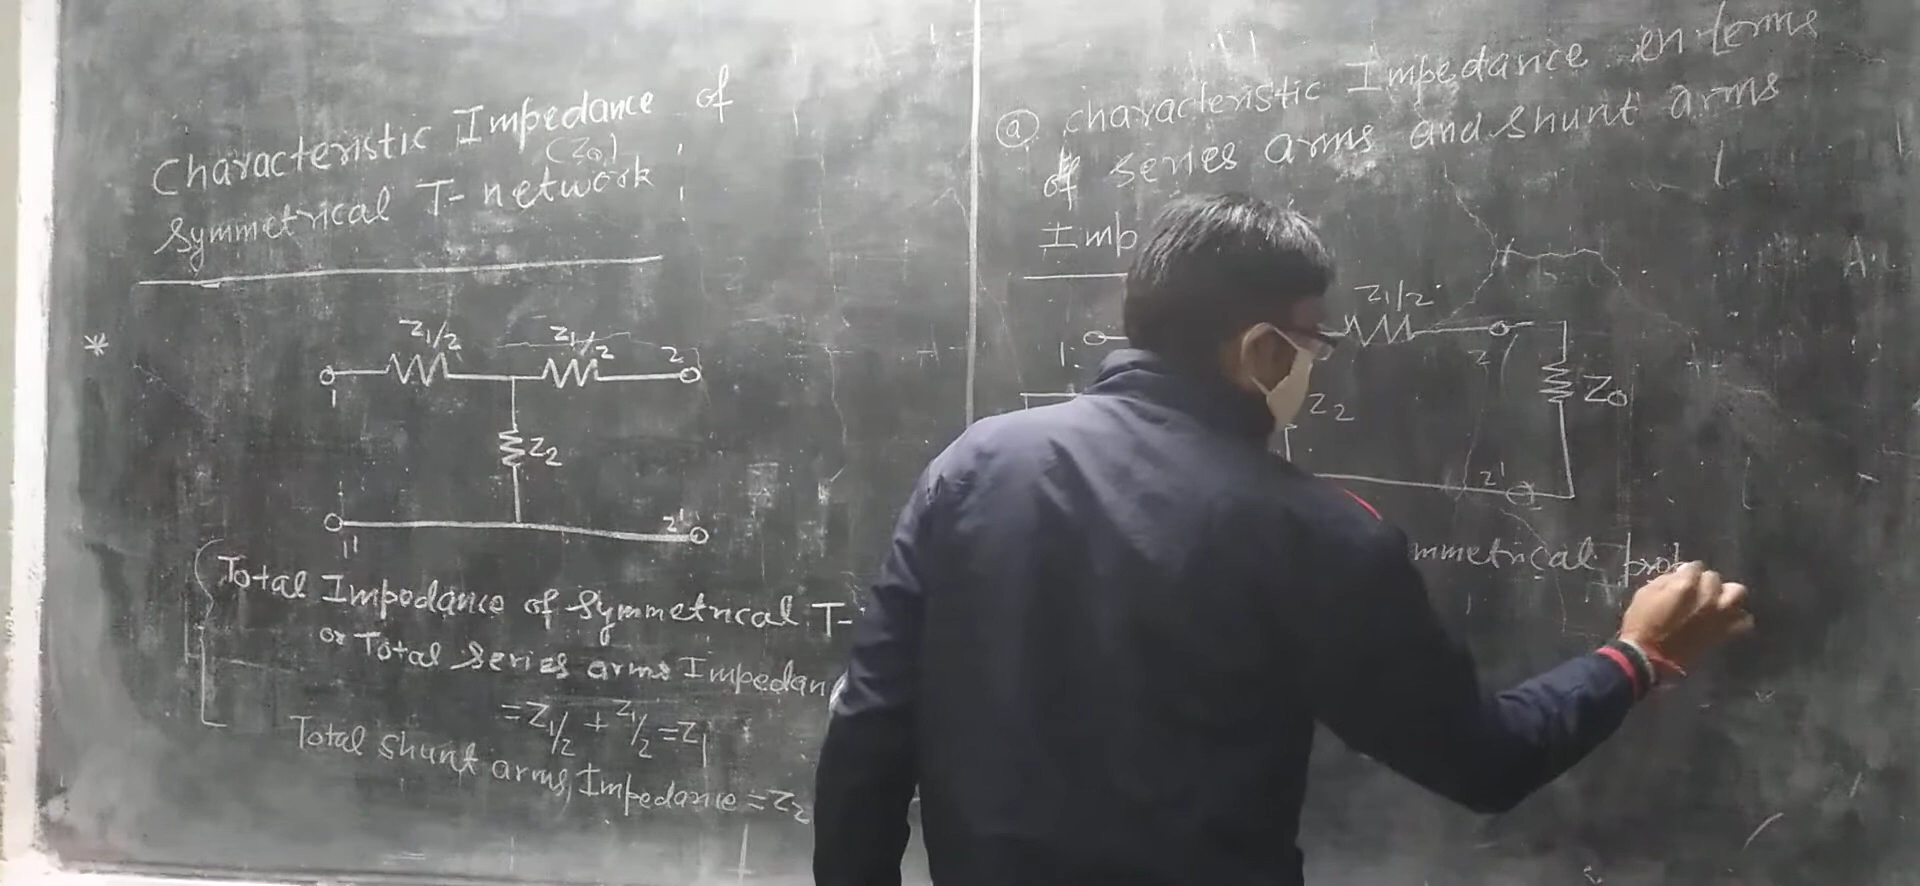 Characteristic Impedance of
(Z0)
Symmetrical T-network
*
Z1/2
Z1/2
2
1
Z2
1'
2'
Total Impedance of Symmetrical T-
or Total Series arms Impedan
= Z1/2 + Z1/2 = Z1
Total Shunt arms Impedance = Z2
(a) characteristic Impedance in terms
of series arms and shunt arms
Imp
Z1/2
1
2
Z2
Z0
2'
mmetrical prot